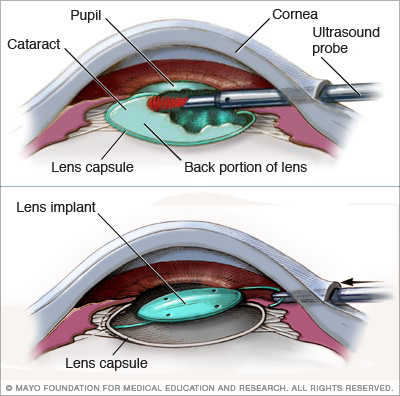 Pupil
Cornea
Cataract
Ultrasound
probe
Lens capsule
Back portion of lens
Lens implant
Lens capsule
© MAYO FOUNDATION FOR MEDICAL EDUCATION AND RESEARCH. ALL RIGHTS RESERVED.